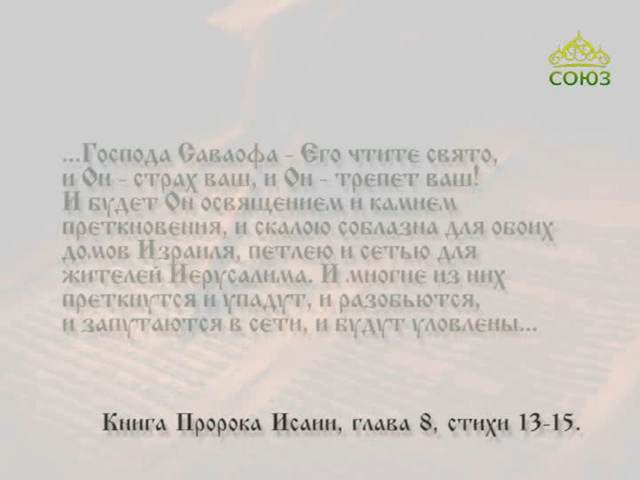 СОЮЗ
...Господа Саваофа - Его чтите свято,
и Он - страх ваш, и Он - трепет ваш!
И будет Он освящением и камнем
преткновения, и скалою соблазна для обоих
домов Израиля, петлею и сетью для
жителей Иерусалима. И многие из них
преткнутся и упадут, и разобьются,
и запутаются в сети, и будут уловлены...
Книга Пророка Исаии, глава 8, стихи 13-15.